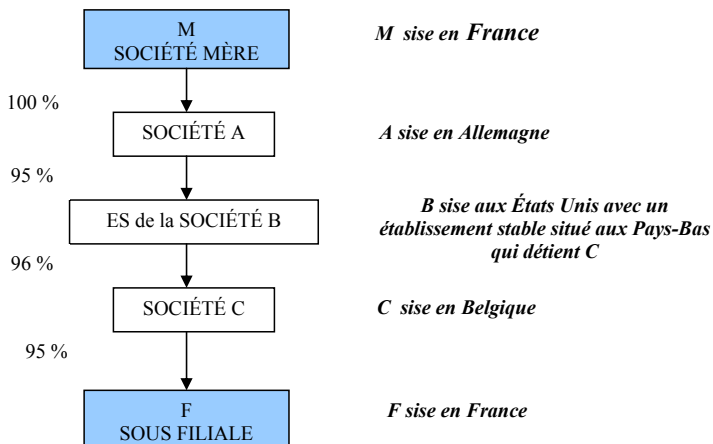 M
SOCIÉTÉ MÈRE
M sise en France
100 %
SOCIÉTÉ A
A sise en Allemagne
95 %
ES de la SOCIÉTÉ B
B sise aux États Unis avec un
établissement stable situé aux Pays-Bas
qui détient C
96 %
SOCIÉTÉ C
C sise en Belgique
95 %
F
SOUS FILIALE
F sise en France